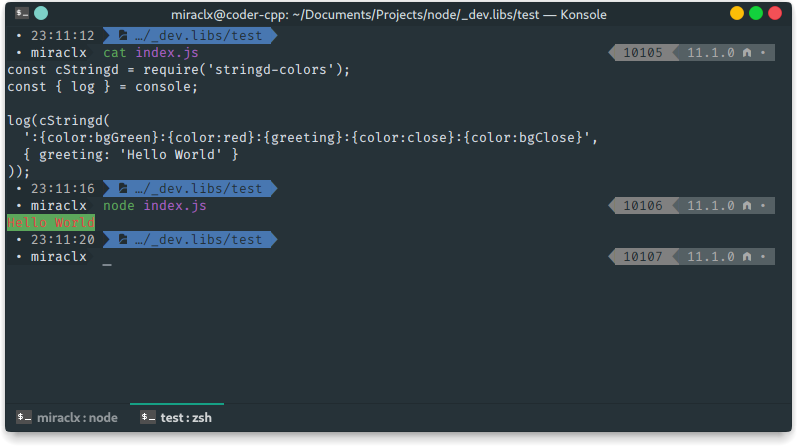 miraclx@coder-cpp: ~/Documents/Projects/node/_dev.libs/test — Konsole
• 23:11:12 …/_dev.libs/test
• miraclx cat index.js 10105 11.1.0 •
const cStringd = require('stringd-colors');
const { log } = console;
log(cStringd(
':{color:bgGreen}:{color:red}:{greeting}:{color:close}:{color:bgClose}',
{ greeting: 'Hello World' }
));
• 23:11:16 …/_dev.libs/test
• miraclx node index.js 10106 11.1.0 •
Hello World
• 23:11:20 …/_dev.libs/test
• miraclx _ 10107 11.1.0 •
miraclx : node test : zsh